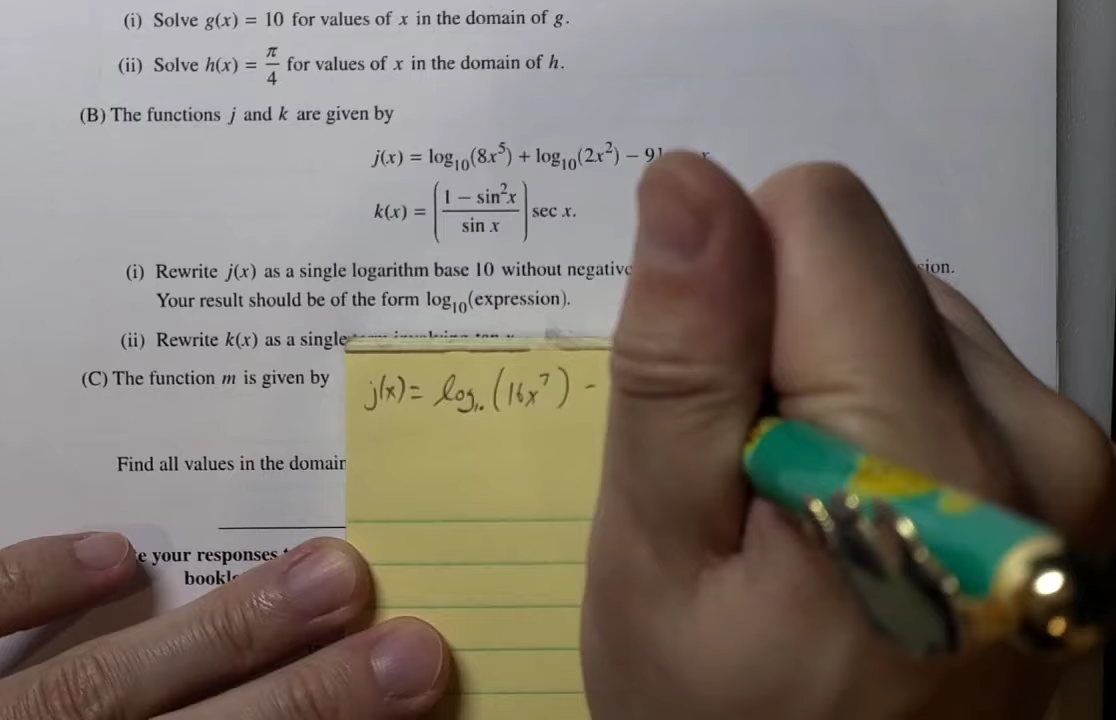 (i) Solve g(x) = 10 for values of x in the domain of g.
(ii) Solve h(x) = π/4 for values of x in the domain of h.
(B) The functions j and k are given by
j(x) = log₁₀(8x⁵) + log₁₀(2x²) − 9
k(x) = ((1 − sin²x)/(sin x)) sec x.
(i) Rewrite j(x) as a single logarithm base 10 without negative
Your result should be of the form log₁₀(expression).
(ii) Rewrite k(x) as a single
(C) The function m is given by
j(x) = log₁₀ (16x⁷) −
Find all values in the domain
your responses